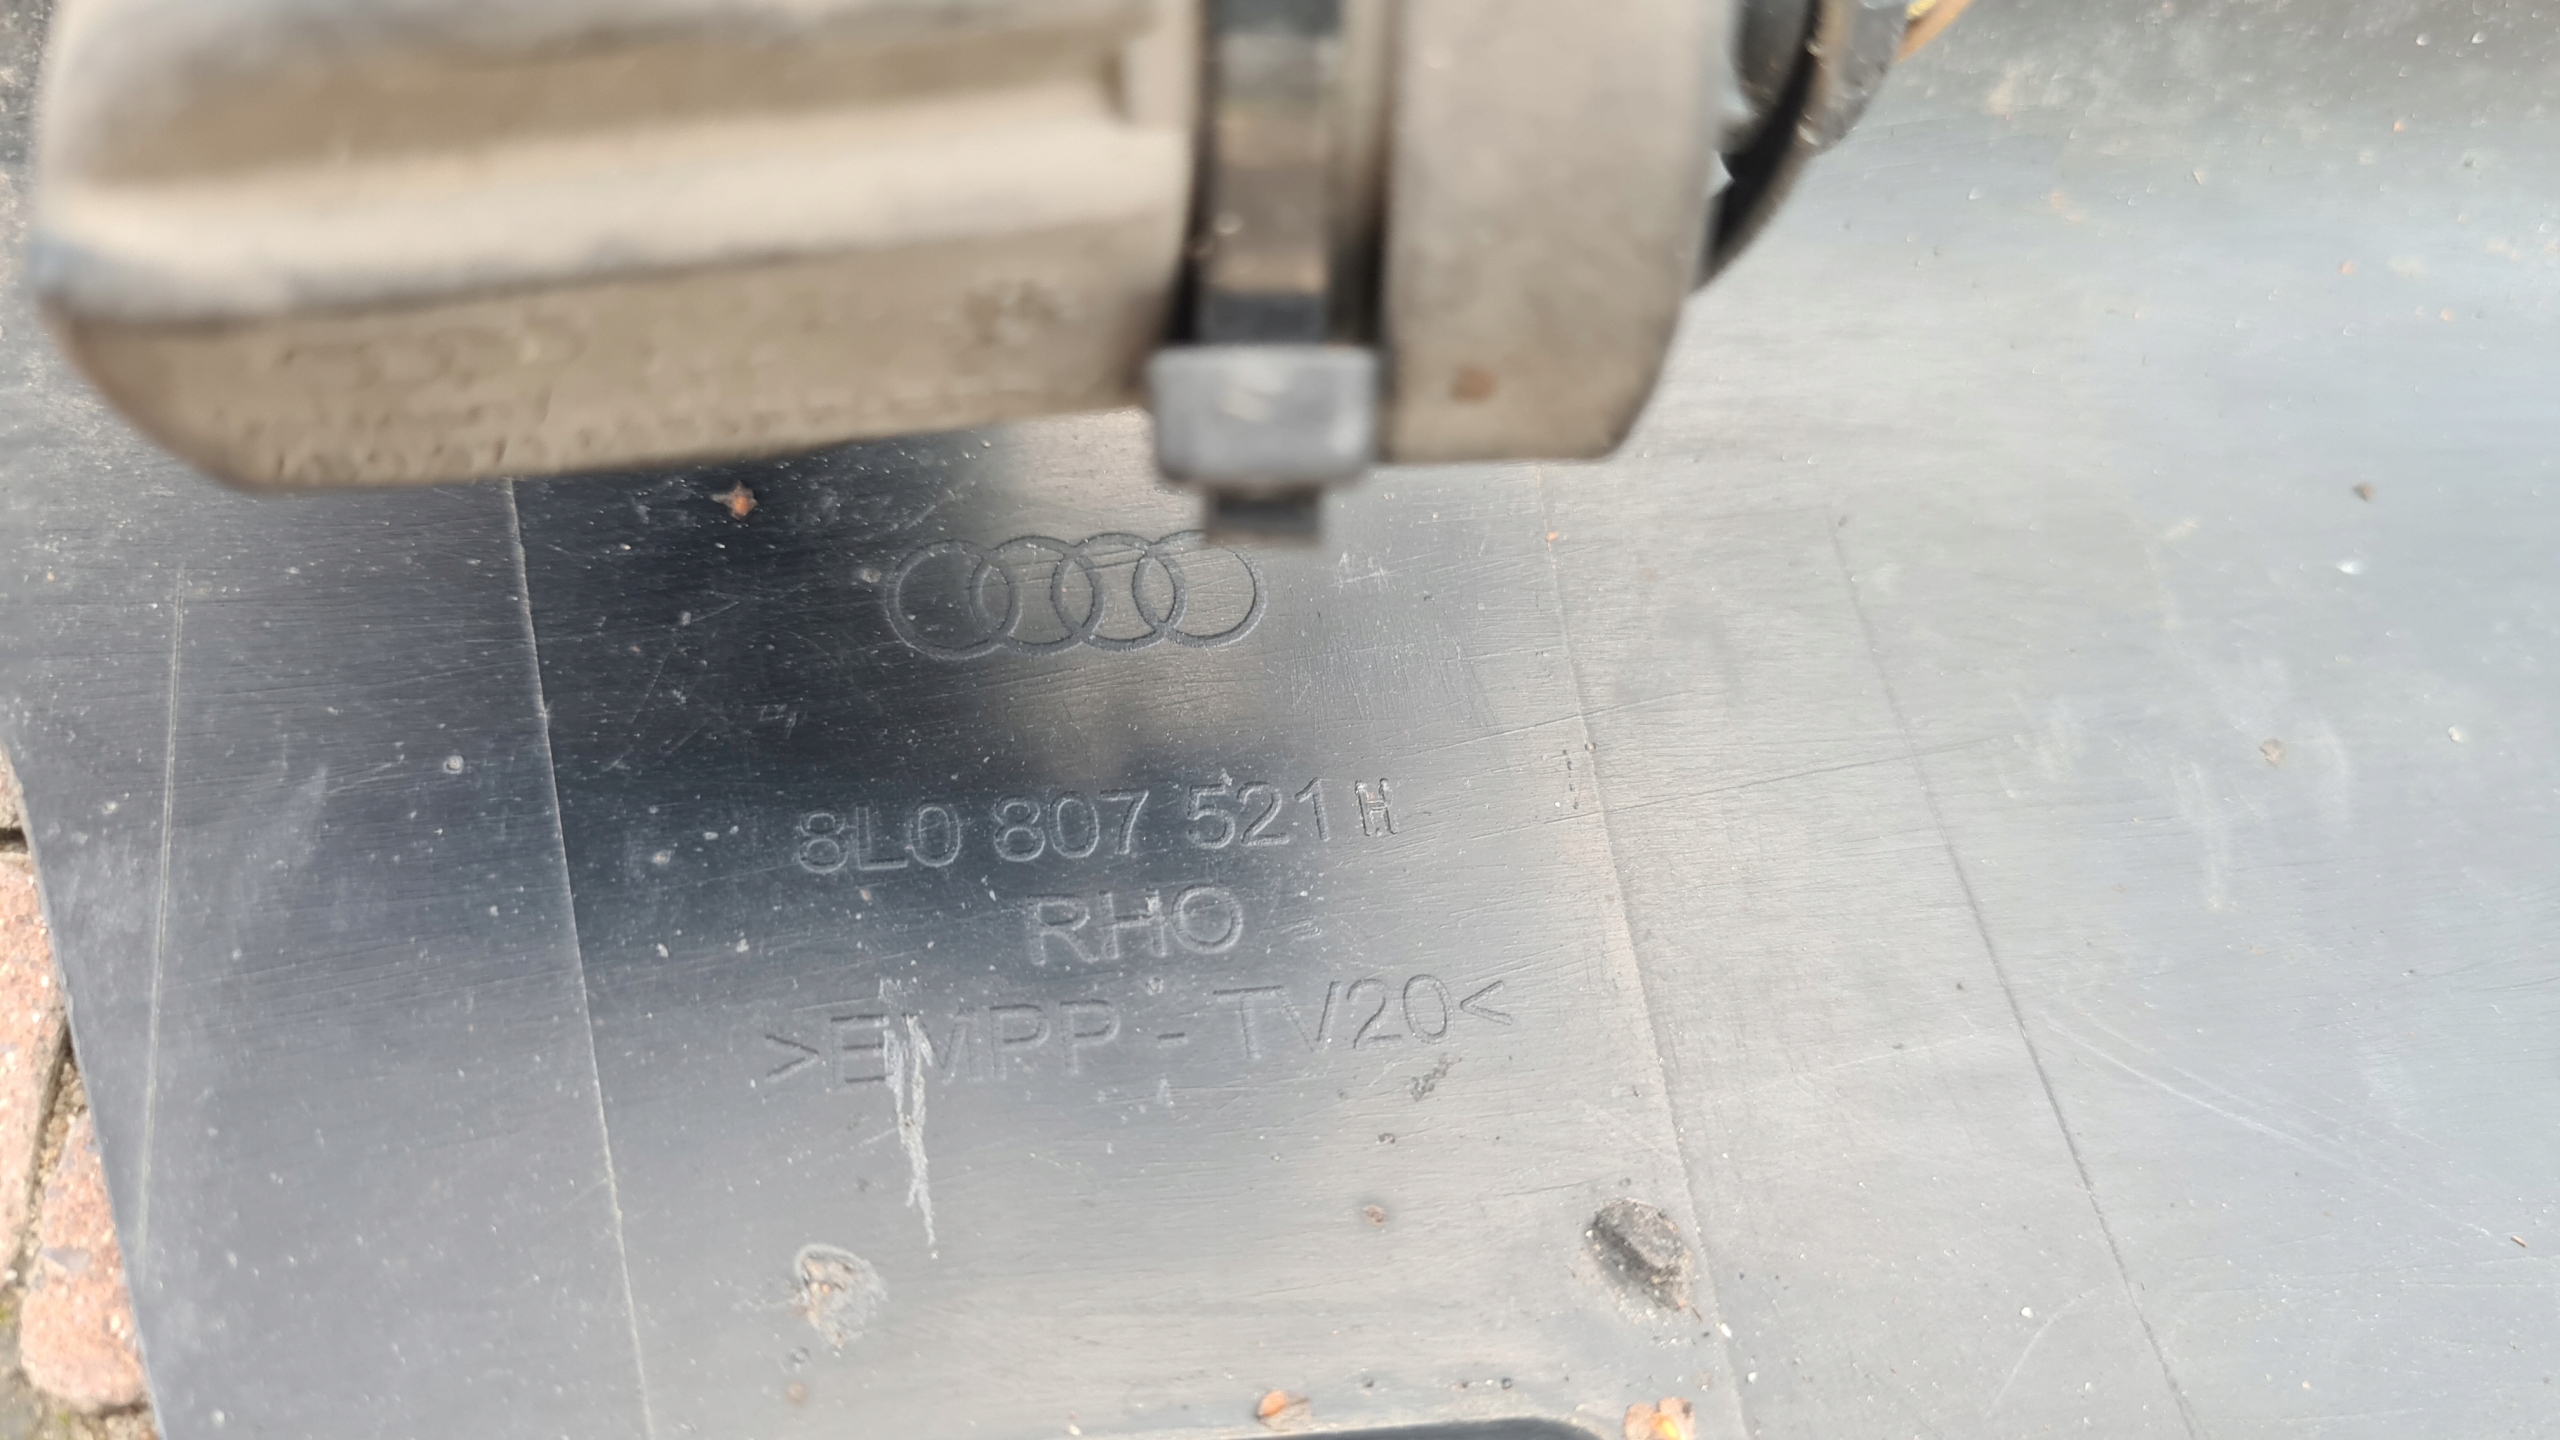 8L0 807 521 H
RHO
>EMPP - TV20<